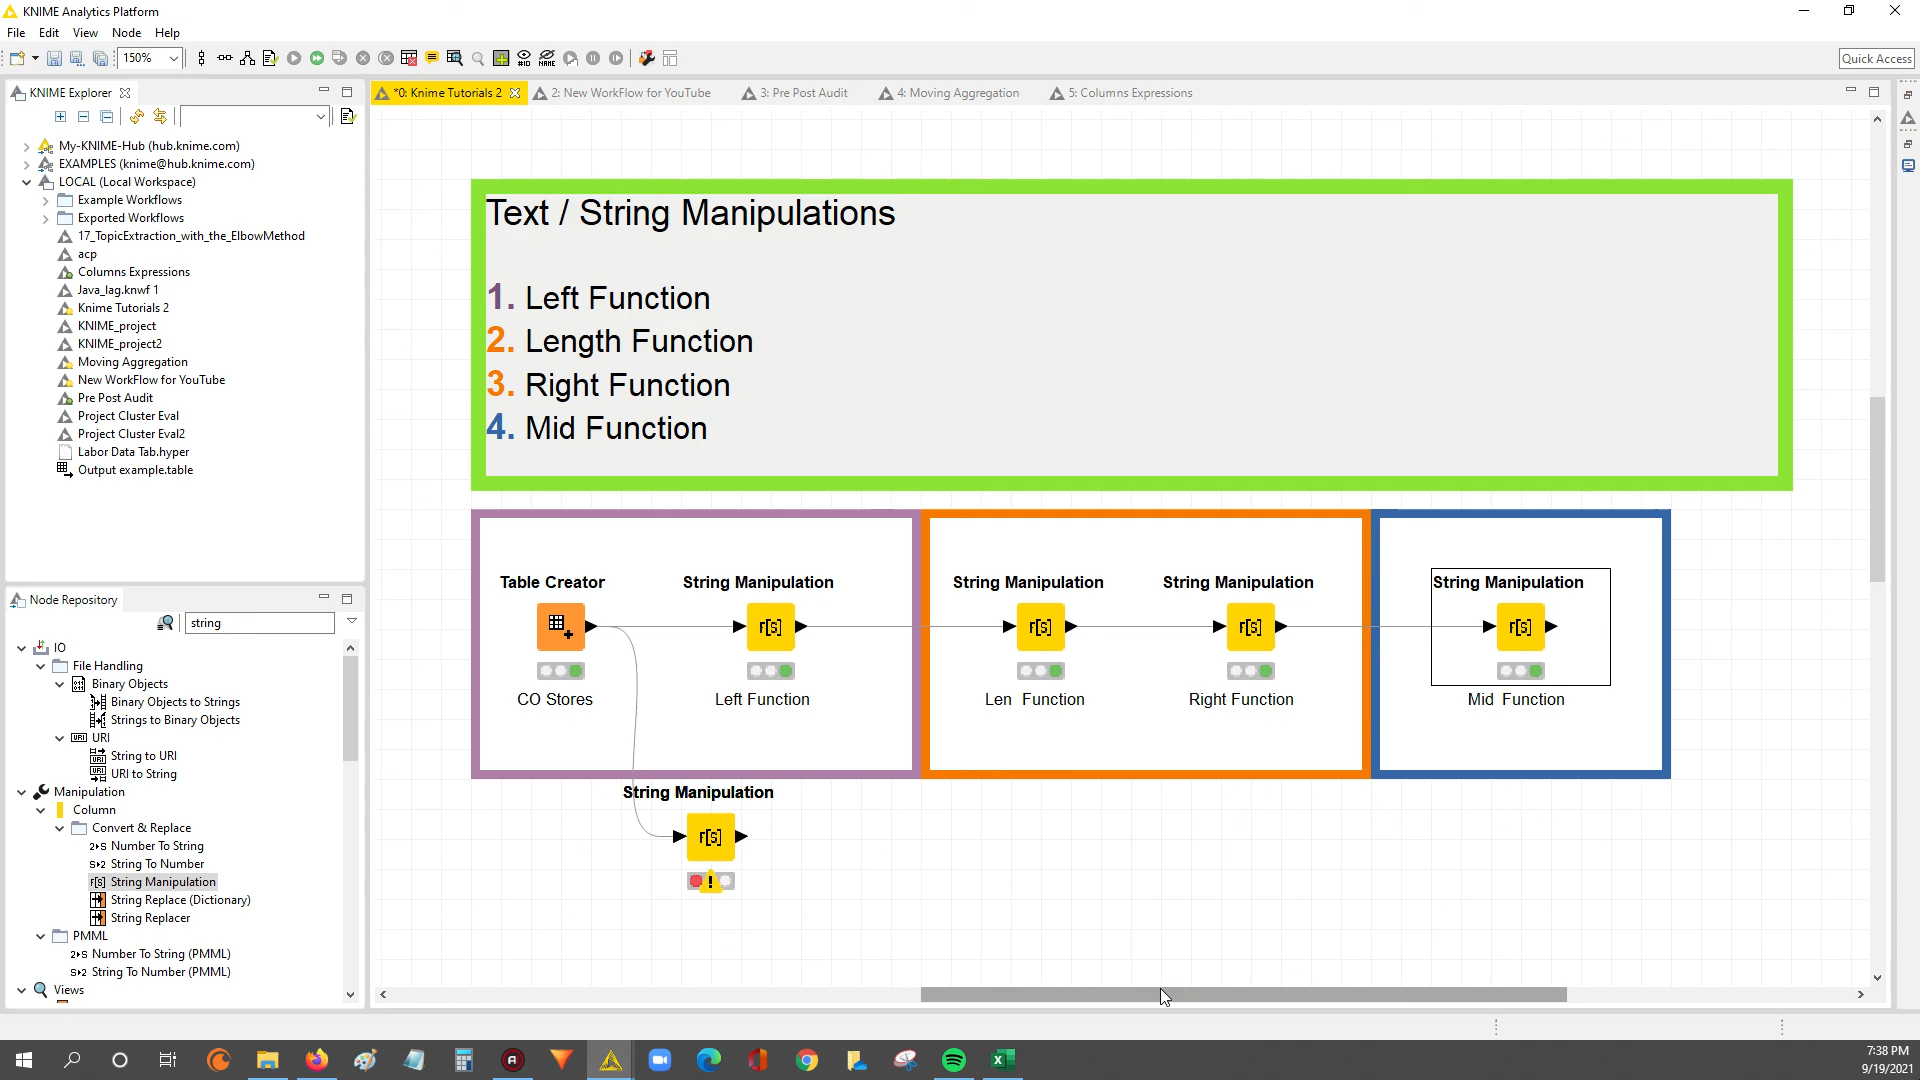 KNIME Analytics Platform
File Edit View Node Help
150%
Quick Access
KNIME Explorer
*0: Knime Tutorials 2
2: New WorkFlow for YouTube
3: Pre Post Audit
4: Moving Aggregation
5: Columns Expressions
My-KNIME-Hub (hub.knime.com)
EXAMPLES (knime@hub.knime.com)
LOCAL (Local Workspace)
Example Workflows
Exported Workflows
17_TopicExtraction_with_the_ElbowMethod
acp
Columns Expressions
Java_lag.knwf 1
Knime Tutorials 2
KNIME_project
KNIME_project2
Moving Aggregation
New WorkFlow for YouTube
Pre Post Audit
Project Cluster Eval
Project Cluster Eval2
Labor Data Tab.hyper
Output example.table
Node Repository
string
IO
File Handling
Binary Objects
Binary Objects to Strings
Strings to Binary Objects
URI
String to URI
URI to String
Manipulation
Column
Convert & Replace
Number To String
String To Number
String Manipulation
String Replace (Dictionary)
String Replacer
PMML
Number To String (PMML)
String To Number (PMML)
Views
Text / String Manipulations
1. Left Function
2. Length Function
3. Right Function
4. Mid Function
Table Creator
CO Stores
String Manipulation
Left Function
String Manipulation
Len Function
String Manipulation
Right Function
String Manipulation
Mid Function
String Manipulation
7:38 PM
9/19/2021